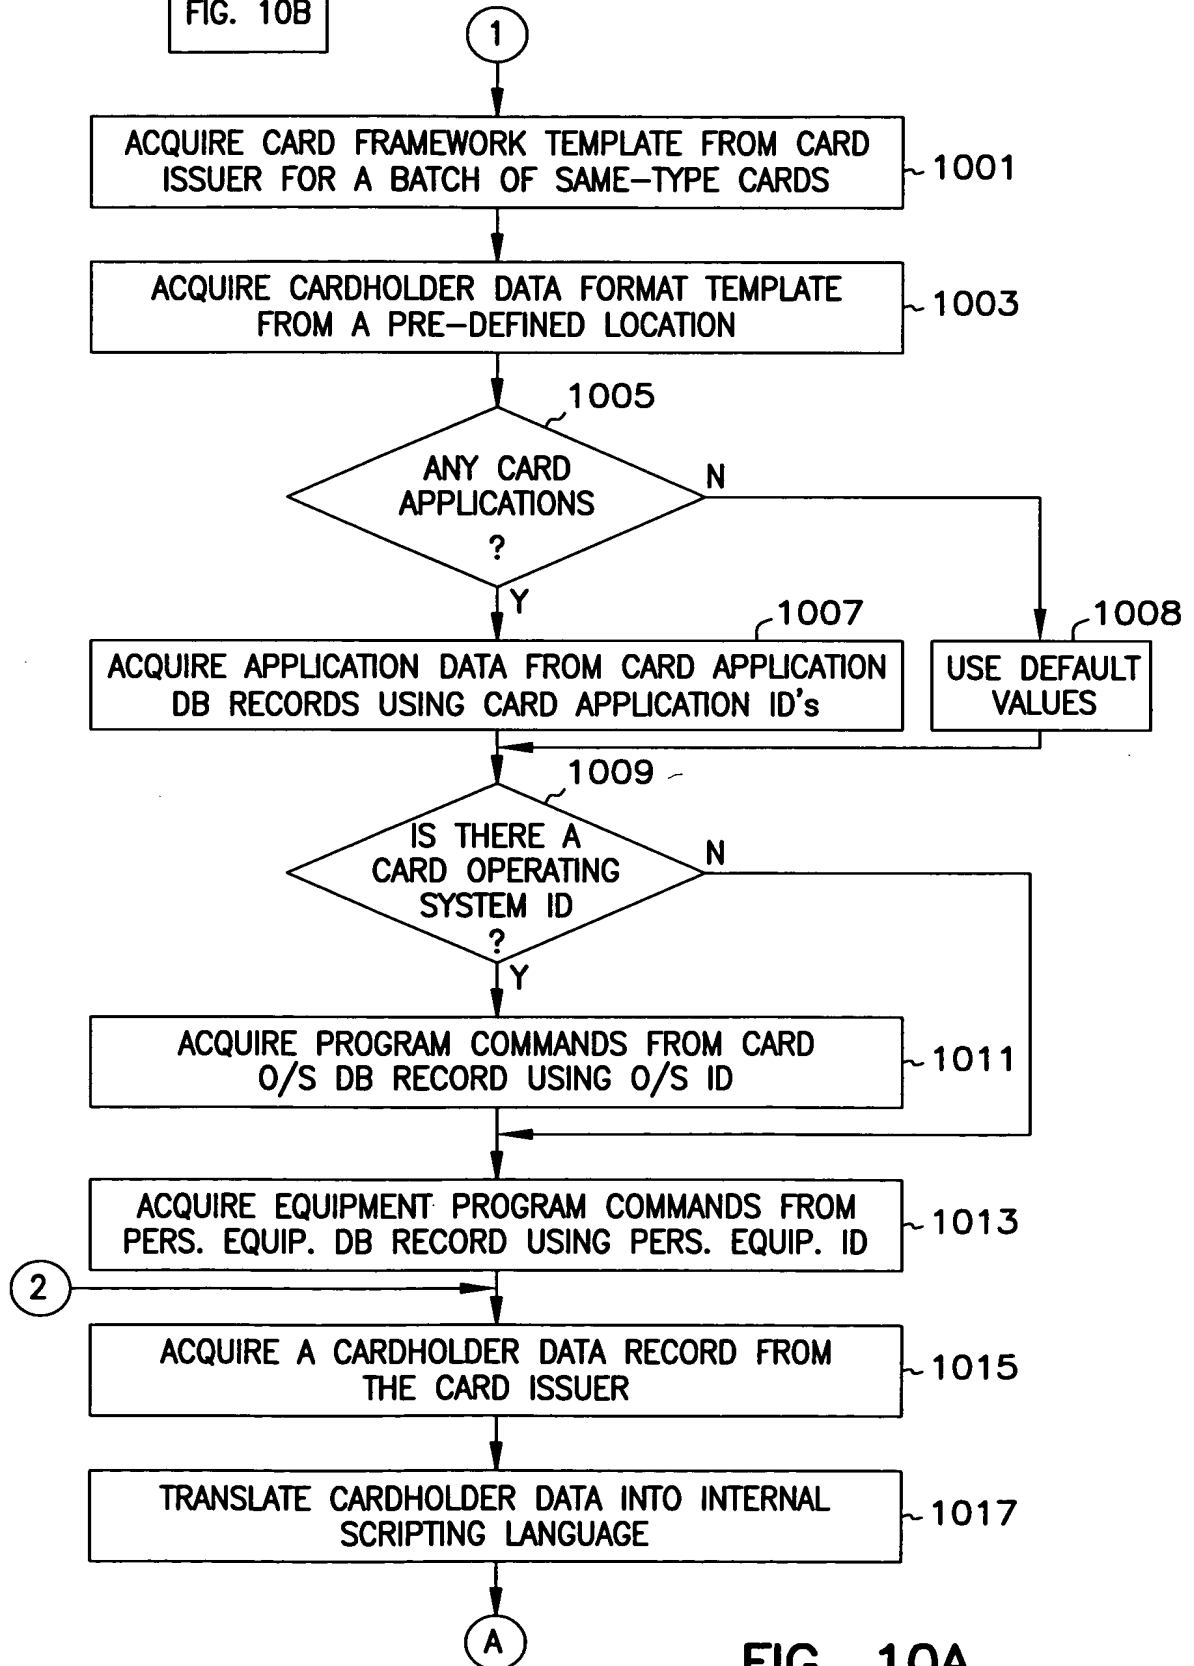 FIG. 10B
1
ACQUIRE CARD FRAMEWORK TEMPLATE FROM CARD
ISSUER FOR A BATCH OF SAME-TYPE CARDS
1001
ACQUIRE CARDHOLDER DATA FORMAT TEMPLATE
FROM A PRE-DEFINED LOCATION
1003
1005
ANY CARD
APPLICATIONS
?
N
Y
1007
1008
ACQUIRE APPLICATION DATA FROM CARD APPLICATION
DB RECORDS USING CARD APPLICATION ID's
USE DEFAULT
VALUES
1009
IS THERE A
CARD OPERATING
SYSTEM ID
?
N
Y
ACQUIRE PROGRAM COMMANDS FROM CARD
O/S DB RECORD USING O/S ID
1011
ACQUIRE EQUIPMENT PROGRAM COMMANDS FROM
PERS. EQUIP. DB RECORD USING PERS. EQUIP. ID
1013
2
ACQUIRE A CARDHOLDER DATA RECORD FROM
THE CARD ISSUER
1015
TRANSLATE CARDHOLDER DATA INTO INTERNAL
SCRIPTING LANGUAGE
1017
A
FIG. 10A